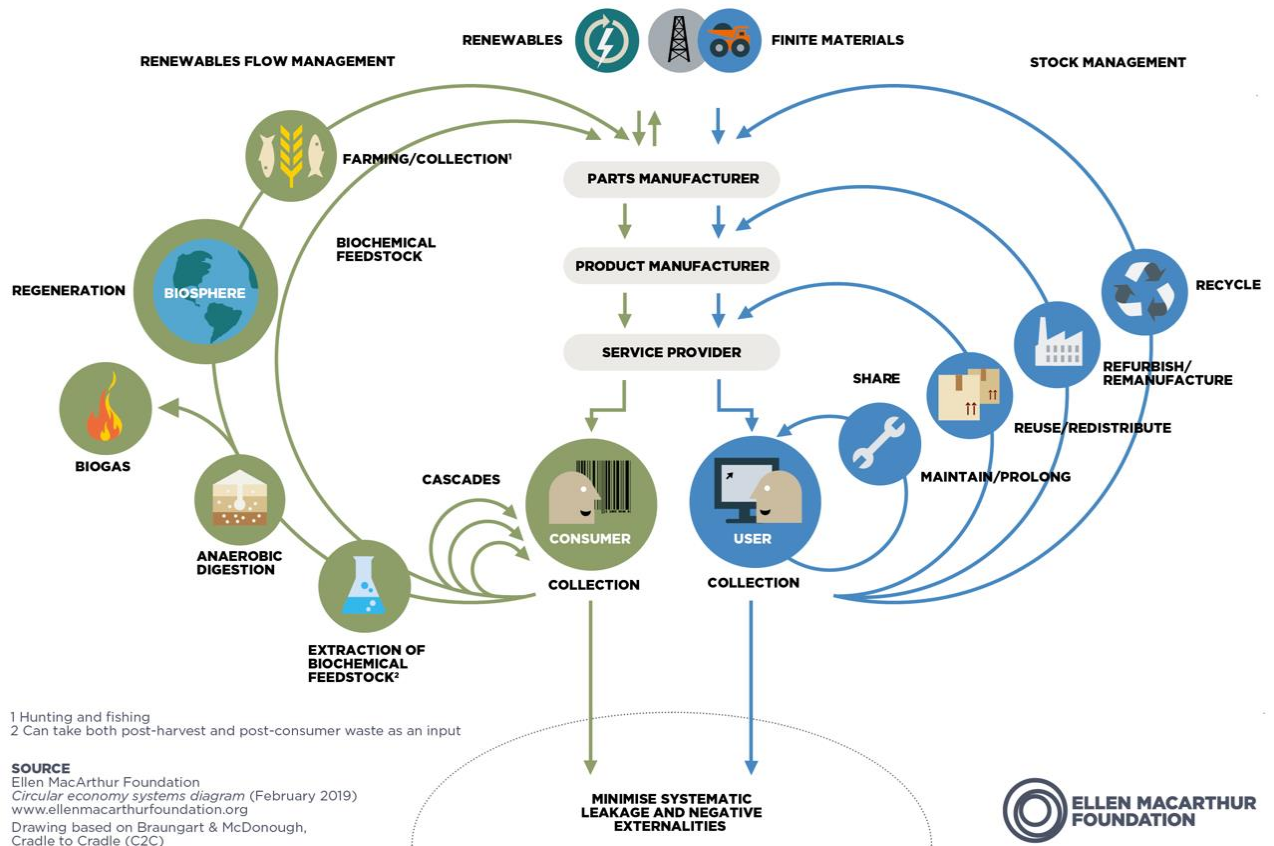 RENEWABLES
FINITE MATERIALS
RENEWABLES FLOW MANAGEMENT
STOCK MANAGEMENT
PARTS MANUFACTURER
PRODUCT MANUFACTURER
SERVICE PROVIDER
FARMING/COLLECTION¹
BIOCHEMICAL
FEEDSTOCK
REGENERATION
BIOSPHERE
BIOGAS
ANAEROBIC
DIGESTION
EXTRACTION OF
BIOCHEMICAL
FEEDSTOCK²
CASCADES
CONSUMER
COLLECTION
USER
COLLECTION
SHARE
MAINTAIN/PROLONG
REUSE/REDISTRIBUTE
REFURBISH/
REMANUFACTURE
RECYCLE
MINIMISE SYSTEMATIC
LEAKAGE AND NEGATIVE
EXTERNALITIES
1 Hunting and fishing
2 Can take both post-harvest and post-consumer waste as an input
SOURCE
Ellen MacArthur Foundation
Circular economy systems diagram (February 2019)
www.ellenmacarthurfoundation.org
Drawing based on Braungart & McDonough,
Cradle to Cradle (C2C)
ELLEN MACARTHUR
FOUNDATION